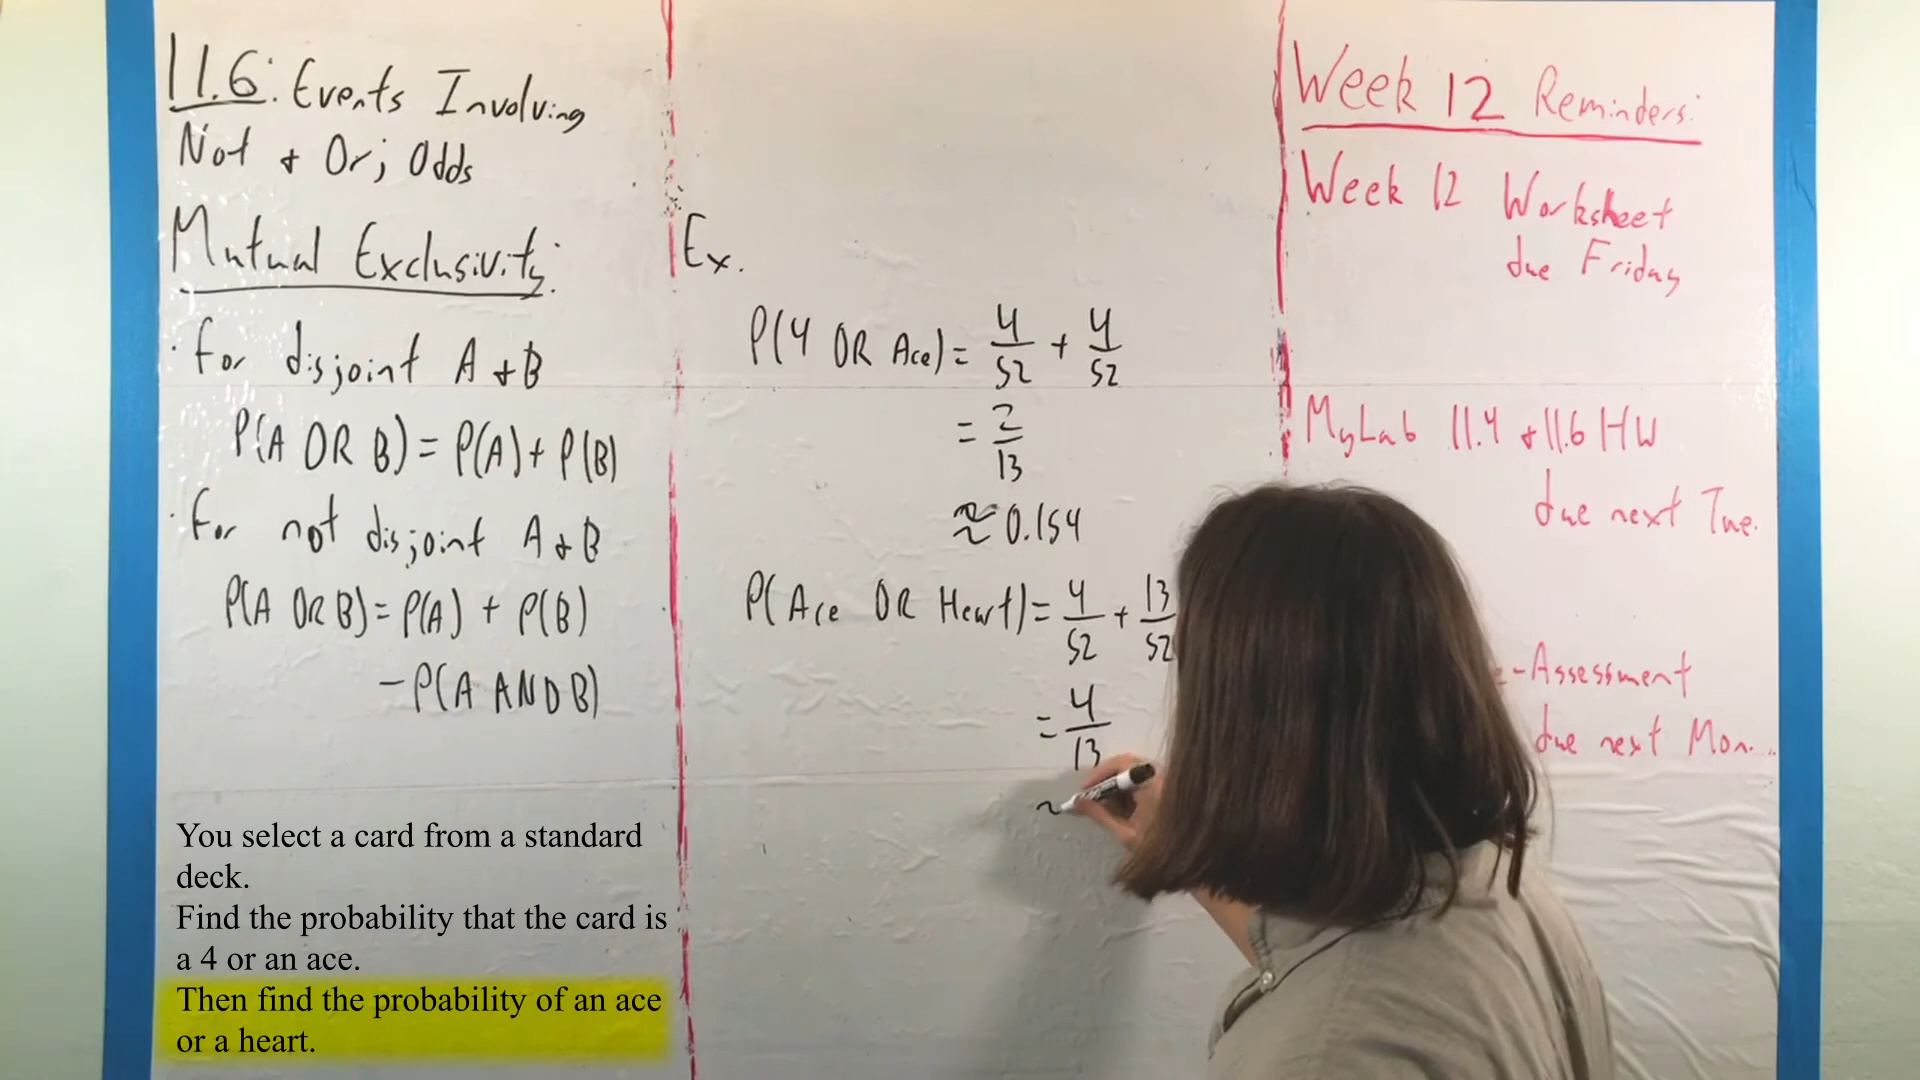 11.6: Events Involving
Not + Or; Odds
Mutual Exclusivity:
· For disjoint A + B
P(A OR B) = P(A) + P(B)
· For not disjoint A + B
P(A OR B) = P(A) + P(B)
- P(A AND B)
You select a card from a standard
deck.
Find the probability that the card is
a 4 or an ace.
Then find the probability of an ace
or a heart.
Ex.
P(4 OR Ace) = 4/52 + 4/52
= 2/13
≈ 0.154
P(Ace OR Heart) = 4/52 + 13/52
= 4/13
~
Week 12 Reminders:
Week 12 Worksheet
due Friday
MyLab 11.4 + 11.6 HW
due next Tue.
-Assessment
due next Mon...